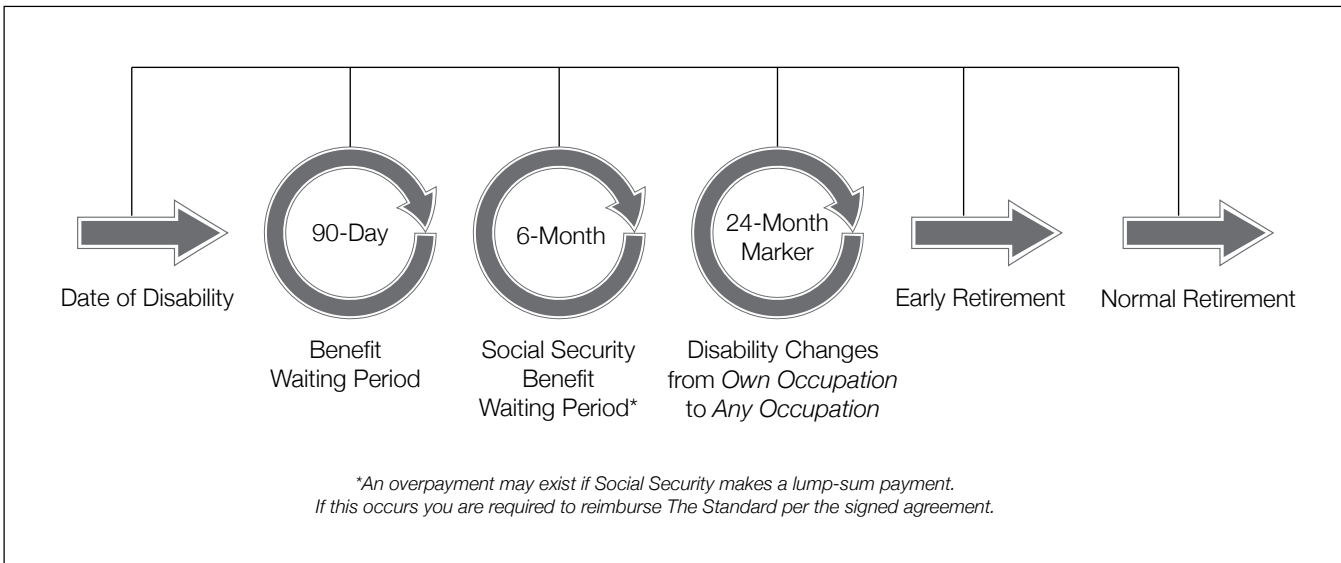 Date of Disability
90-Day
Benefit
Waiting Period
6-Month
Social Security
Benefit
Waiting Period*
24-Month
Marker
Disability Changes
from Own Occupation
to Any Occupation
Early Retirement
Normal Retirement
*An overpayment may exist if Social Security makes a lump-sum payment.
If this occurs you are required to reimburse The Standard per the signed agreement.